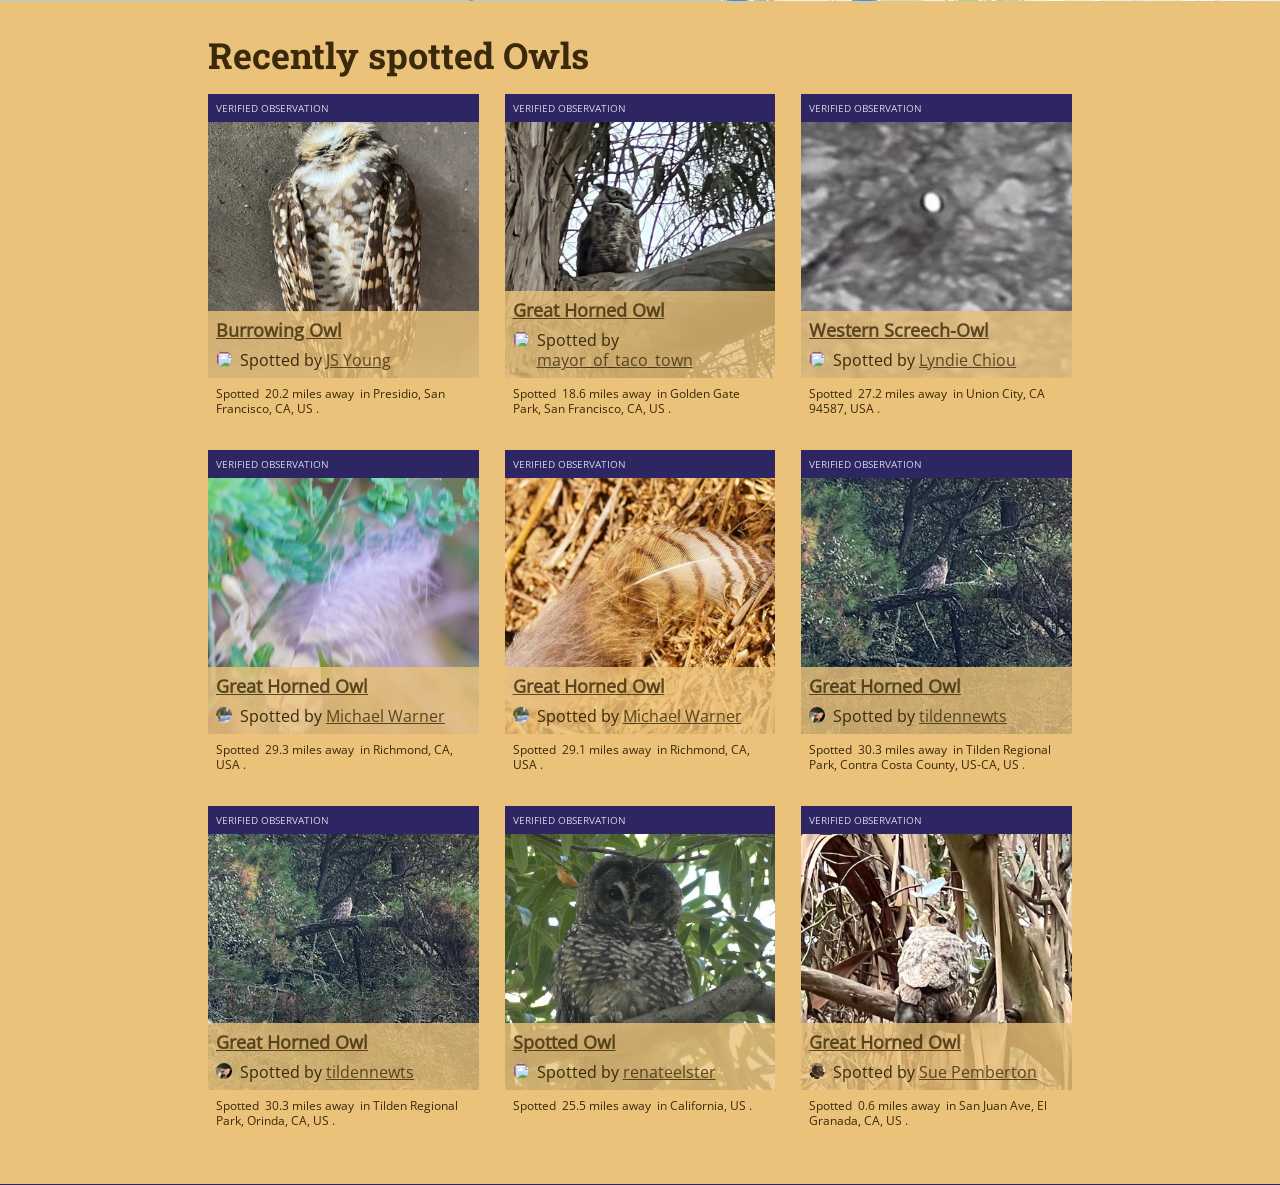 Recently spotted Owls
VERIFIED OBSERVATION
Burrowing Owl
Spotted by JS Young
Spotted 20.2 miles away in Presidio, San
Francisco, CA, US .
VERIFIED OBSERVATION
Great Horned Owl
Spotted by
mayor_of_taco_town
Spotted 18.6 miles away in Golden Gate
Park, San Francisco, CA, US .
VERIFIED OBSERVATION
Western Screech-Owl
Spotted by Lyndie Chiou
Spotted 27.2 miles away in Union City, CA
94587, USA .
VERIFIED OBSERVATION
Great Horned Owl
Spotted by Michael Warner
Spotted 29.3 miles away in Richmond, CA,
USA .
VERIFIED OBSERVATION
Great Horned Owl
Spotted by Michael Warner
Spotted 29.1 miles away in Richmond, CA,
USA .
VERIFIED OBSERVATION
Great Horned Owl
Spotted by tildennewts
Spotted 30.3 miles away in Tilden Regional
Park, Contra Costa County, US-CA, US .
VERIFIED OBSERVATION
Great Horned Owl
Spotted by tildennewts
Spotted 30.3 miles away in Tilden Regional
Park, Orinda, CA, US .
VERIFIED OBSERVATION
Spotted Owl
Spotted by renateelster
Spotted 25.5 miles away in California, US .
VERIFIED OBSERVATION
Great Horned Owl
Spotted by Sue Pemberton
Spotted 0.6 miles away in San Juan Ave, El
Granada, CA, US .